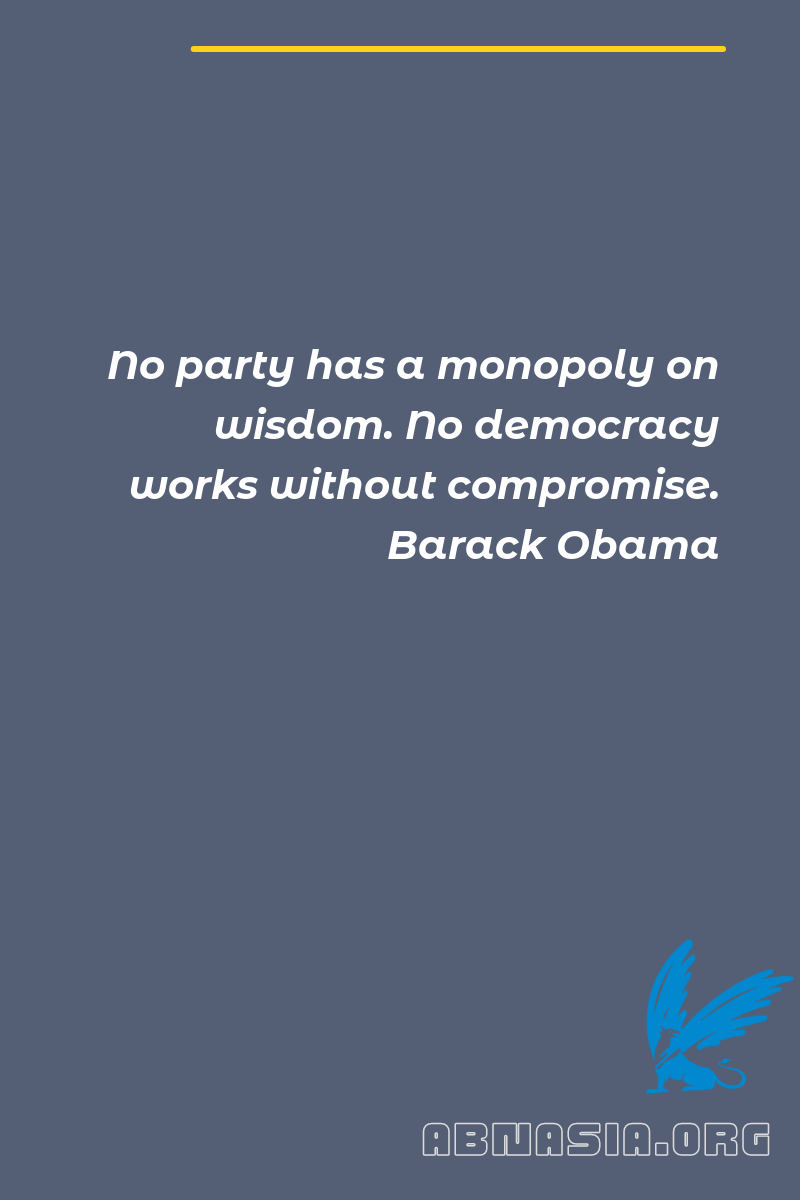 No party has a monopoly on
wisdom. No democracy
works without compromise.
Barack Obama
ABNASIA.ORG